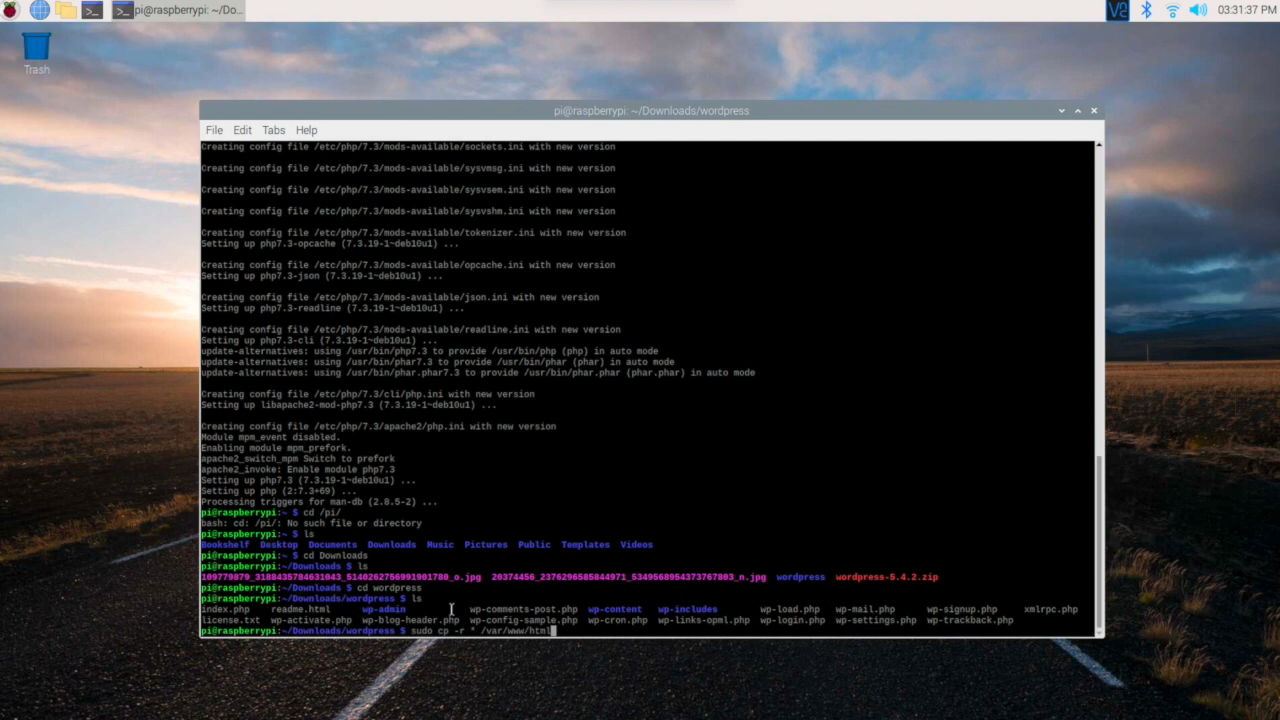 pi@raspberrypi: ~/Do...
03:31:37 PM
Trash
pi@raspberrypi: ~/Downloads/wordpress
File Edit Tabs Help
Creating config file /etc/php/7.3/mods-available/sockets.ini with new version
Creating config file /etc/php/7.3/mods-available/sysvmsg.ini with new version
Creating config file /etc/php/7.3/mods-available/sysvsem.ini with new version
Creating config file /etc/php/7.3/mods-available/sysvshm.ini with new version
Creating config file /etc/php/7.3/mods-available/tokenizer.ini with new version
Setting up php7.3-opcache (7.3.19-1~deb10u1) ...
Creating config file /etc/php/7.3/mods-available/opcache.ini with new version
Setting up php7.3-json (7.3.19-1~deb10u1) ...
Creating config file /etc/php/7.3/mods-available/json.ini with new version
Setting up php7.3-readline (7.3.19-1~deb10u1) ...
Creating config file /etc/php/7.3/mods-available/readline.ini with new version
Setting up php7.3-cli (7.3.19-1~deb10u1) ...
update-alternatives: using /usr/bin/php7.3 to provide /usr/bin/php (php) in auto mode
update-alternatives: using /usr/bin/phar7.3 to provide /usr/bin/phar (phar) in auto mode
update-alternatives: using /usr/bin/phar.phar7.3 to provide /usr/bin/phar.phar (phar.phar) in auto mode
Creating config file /etc/php/7.3/cli/php.ini with new version
Setting up libapache2-mod-php7.3 (7.3.19-1~deb10u1) ...
Creating config file /etc/php/7.3/apache2/php.ini with new version
Module mpm_event disabled.
Enabling module mpm_prefork.
apache2_switch_mpm Switch to prefork
apache2_invoke: Enable module php7.3
Setting up php7.3 (7.3.19-1~deb10u1) ...
Setting up php (2:7.3+69) ...
Processing triggers for man-db (2.8.5-2) ...
pi@raspberrypi:~ $ cd /pi/
bash: cd: /pi/: No such file or directory
pi@raspberrypi:~ $ ls
Bookshelf Desktop Documents Downloads Music Pictures Public Templates Videos
pi@raspberrypi:~ $ cd Downloads
pi@raspberrypi:~/Downloads $ ls
109779879_3188435784631043_5140262756991901780_o.jpg 20374456_2376296585844971_5349568954373767803_n.jpg wordpress wordpress-5.4.2.zip
pi@raspberrypi:~/Downloads $ cd wordpress
pi@raspberrypi:~/Downloads/wordpress $ ls
index.php readme.html wp-admin wp-comments-post.php wp-content wp-includes wp-load.php wp-mail.php wp-signup.php xmlrpc.php
license.txt wp-activate.php wp-blog-header.php wp-config-sample.php wp-cron.php wp-links-opml.php wp-login.php wp-settings.php wp-trackback.php
pi@raspberrypi:~/Downloads/wordpress $ sudo cp -r * /var/www/html